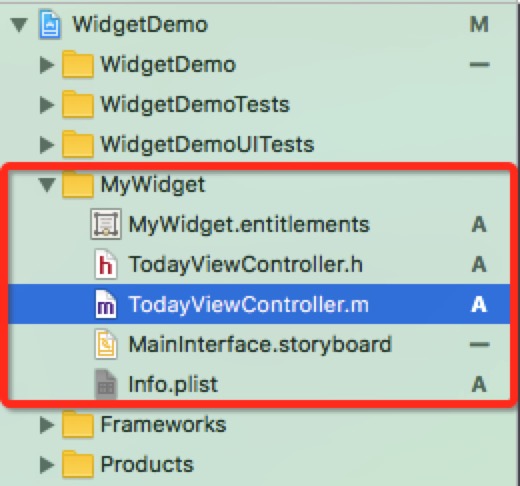 WidgetDemo M
WidgetDemo —
WidgetDemoTests
WidgetDemoUITests
MyWidget
MyWidget.entitlements A
h TodayViewController.h A
m TodayViewController.m A
MainInterface.storyboard —
Info.plist A
Frameworks
Products